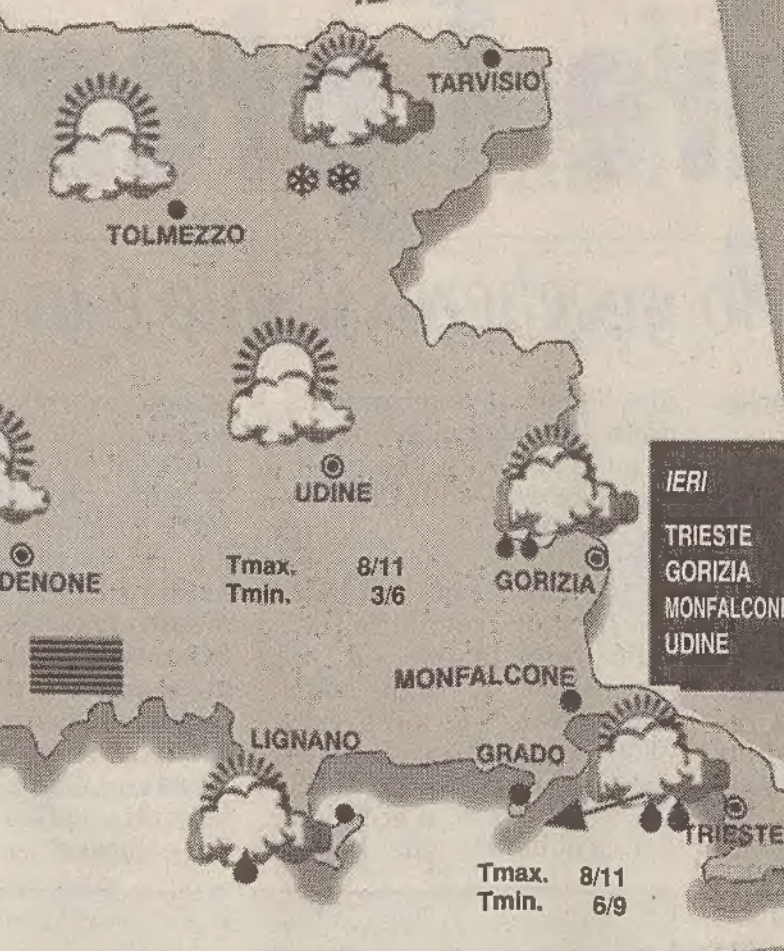 TARVISIO
TOLMEZZO
UDINE
DENONE
Tmax. 8/11
Tmin. 3/6
GORIZIA
IERI
TRIESTE
GORIZIA
MONFALCONE
UDINE
MONFALCONE
LIGNANO
GRADO
TRIESTE
Tmax. 8/11
Tmin. 6/9